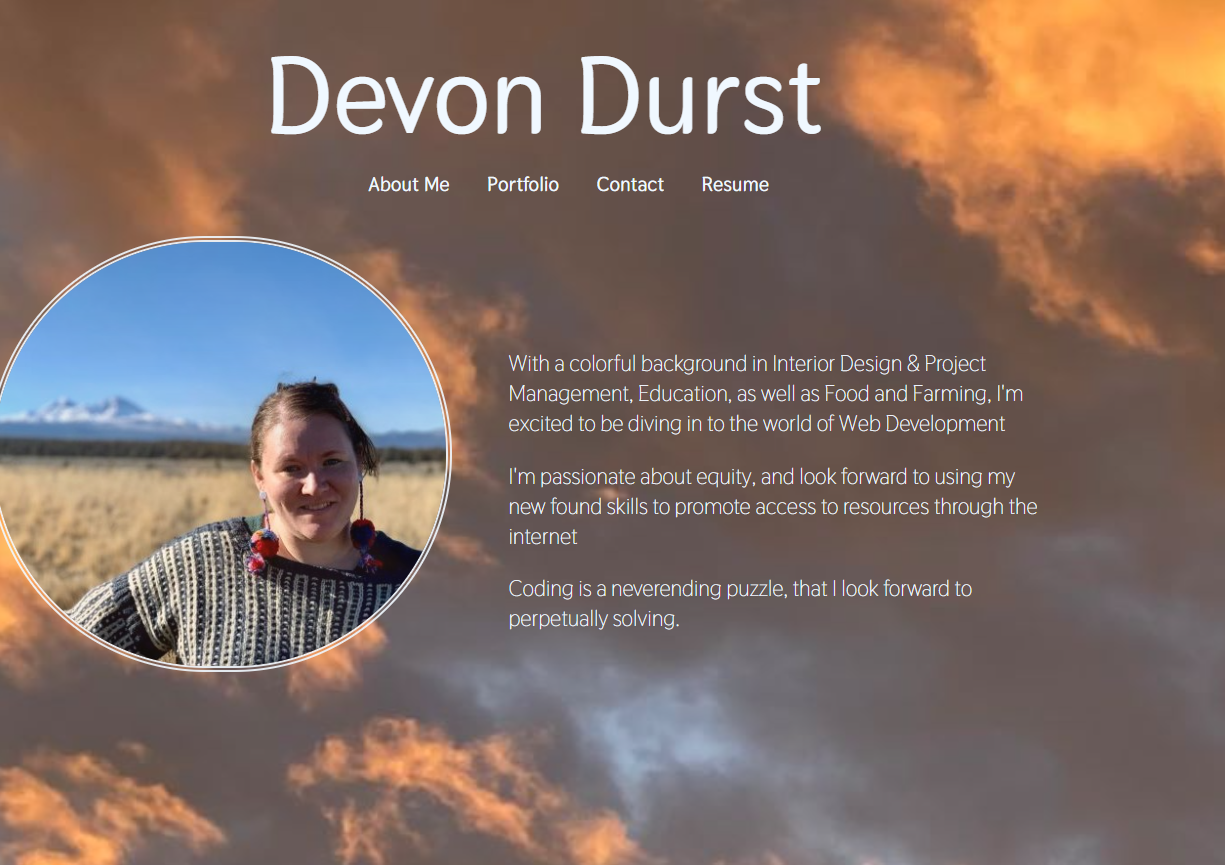 Devon Durst
About Me Portfolio Contact Resume
With a colorful background in Interior Design & Project
Management, Education, as well as Food and Farming, I'm
excited to be diving in to the world of Web Development
I'm passionate about equity, and look forward to using my
new found skills to promote access to resources through the
internet
Coding is a neverending puzzle, that I look forward to
perpetually solving.